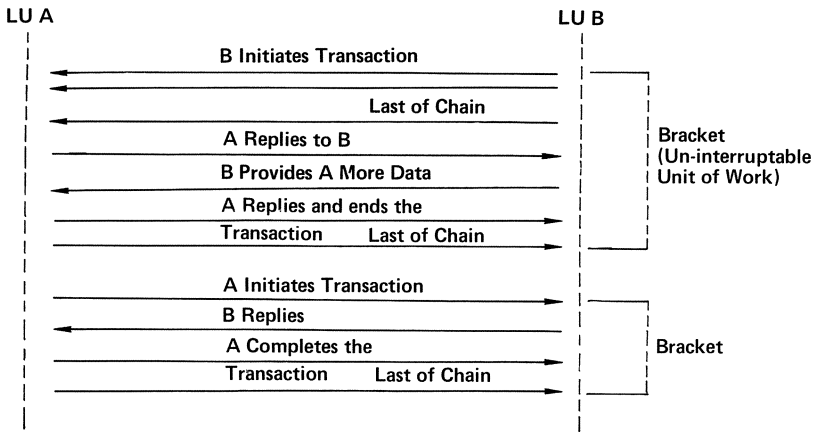 LU A
LU B
B Initiates Transaction
Last of Chain
A Replies to B
B Provides A More Data
A Replies and ends the
Transaction Last of Chain
Bracket
(Un-interruptable
Unit of Work)
A Initiates Transaction
B Replies
A Completes the
Transaction Last of Chain
Bracket